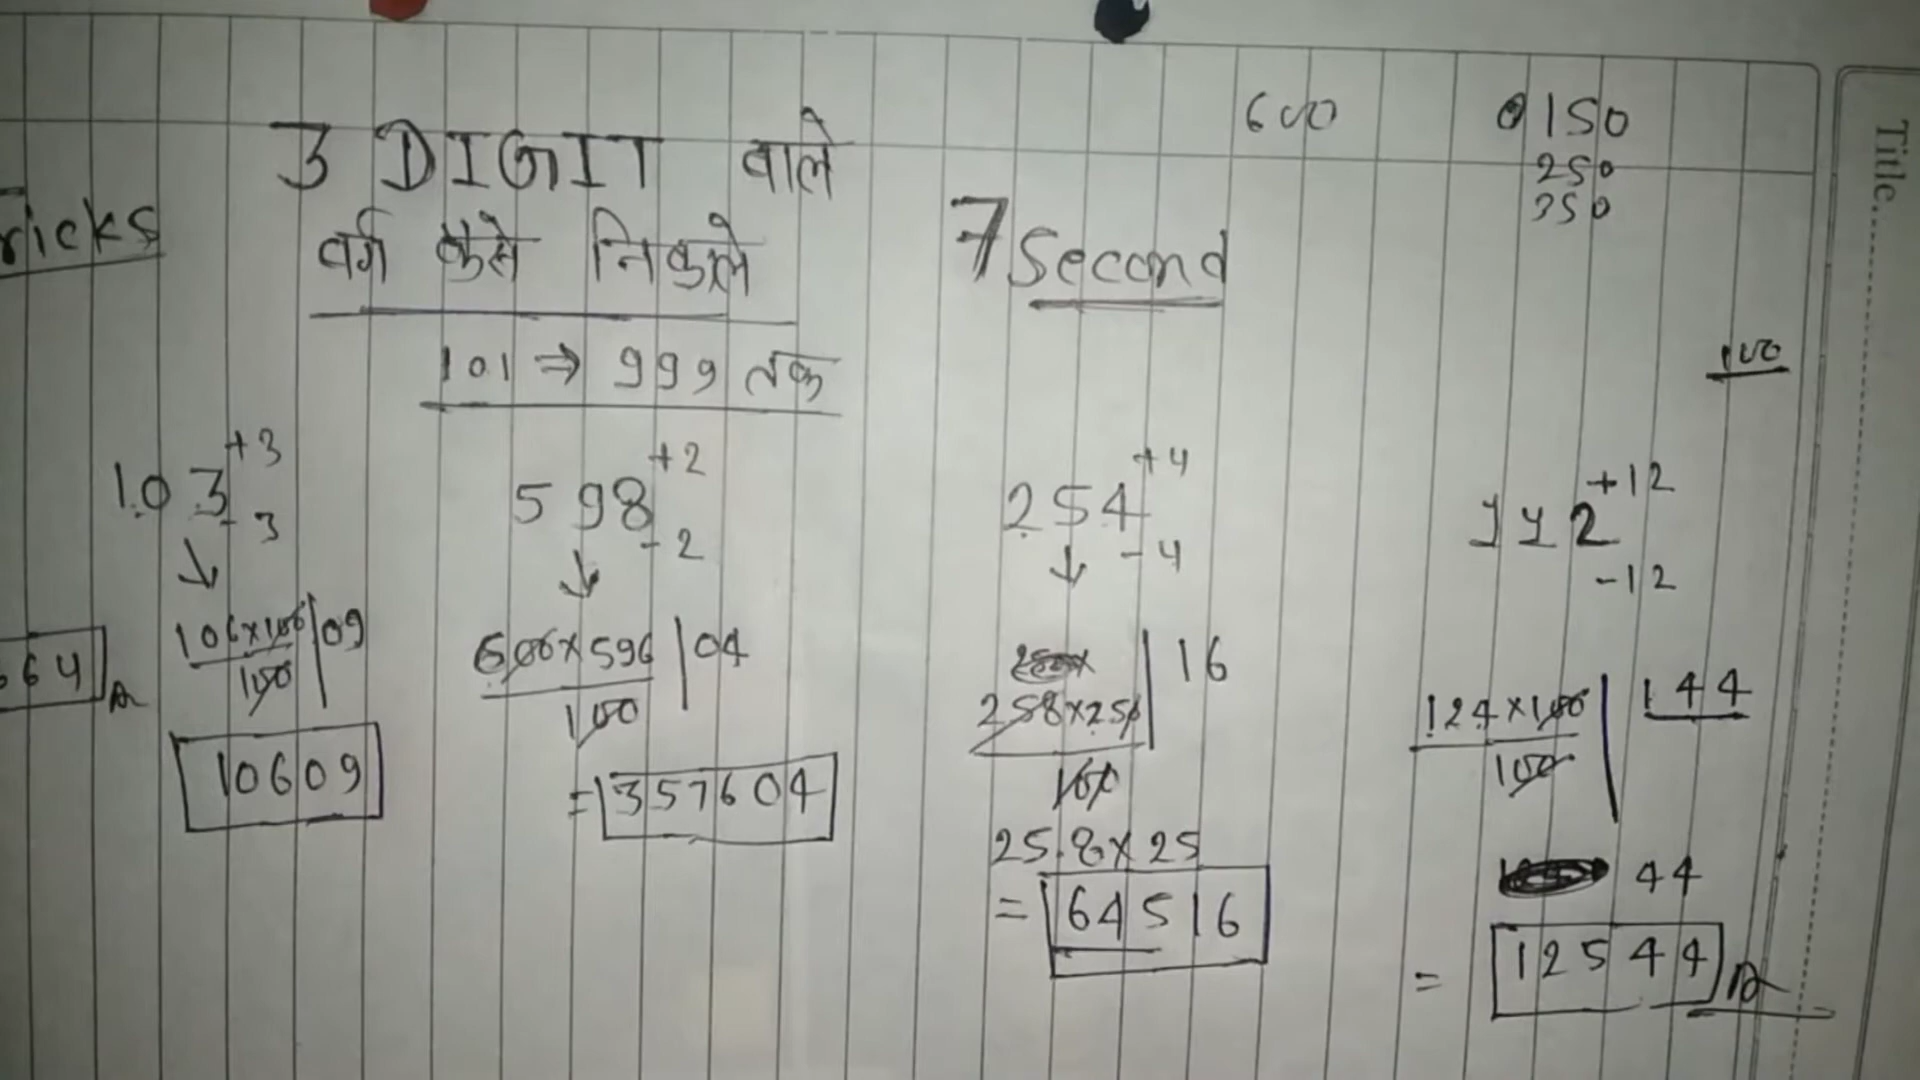 3 DIGIT वाले
वर्ग कैसे निकाले
7 Second
101 ⇒ 999 तक
ricks
600
150
250
350
100
Title
103 +3
-3
↓
106×100 | 09
100
10609
64
598 +2
-2
↓
600×596 | 04
100
= 357604
254 +4
-4
↓
258×250 | 16
100
25.8×25
= 64516
112 +12
-12
124×100 | 144
100
44
= 12544